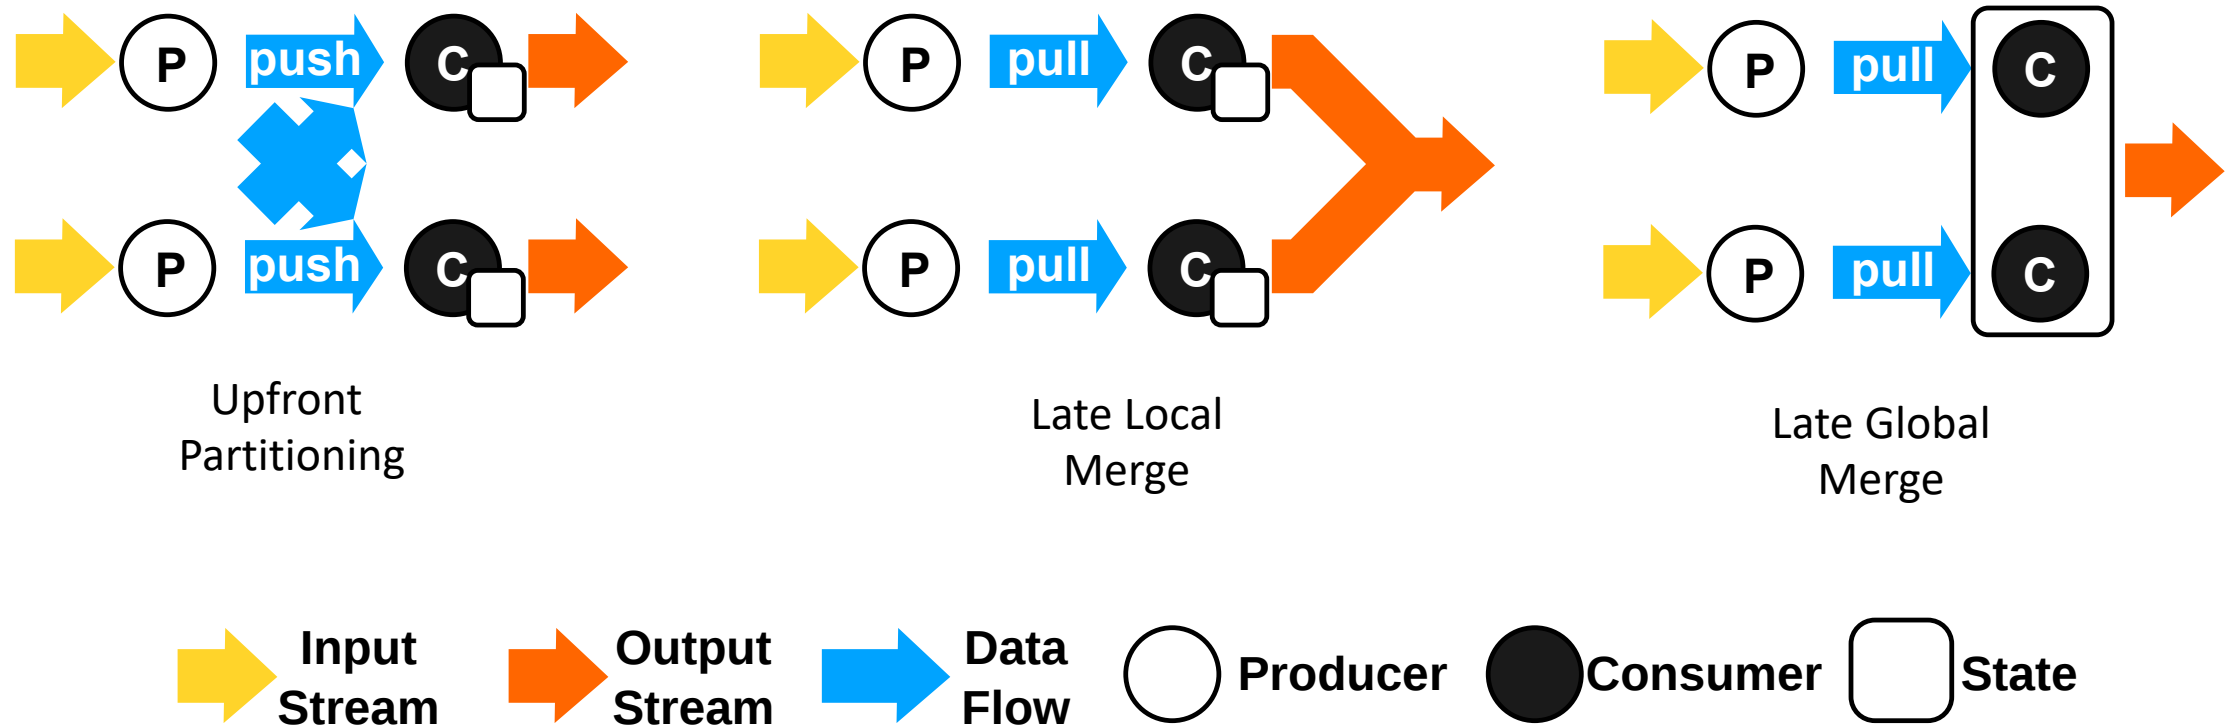 P push C
P push C
Upfront
Partitioning
P pull C
P pull C
Late Local
Merge
P pull C
P pull C
Late Global
Merge
Input
Stream
Output
Stream
Data
Flow
Producer
Consumer
State